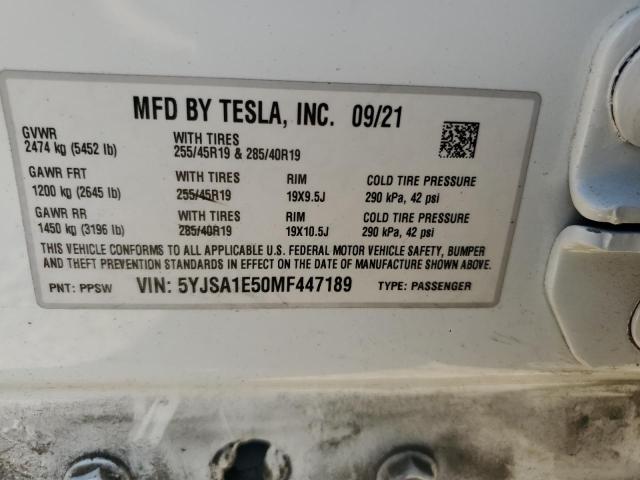 MFD BY TESLA, INC. 09/21
GVWR WITH TIRES
2474 kg (5452 lb) 255/45R19 & 285/40R19
GAWR FRT WITH TIRES RIM COLD TIRE PRESSURE
1200 kg (2645 lb) 255/45R19 19X9.5J 290 kPa, 42 psi
GAWR RR WITH TIRES RIM COLD TIRE PRESSURE
1450 kg (3196 lb) 285/40R19 19X10.5J 290 kPa, 42 psi
THIS VEHICLE CONFORMS TO ALL APPLICABLE U.S. FEDERAL MOTOR VEHICLE SAFETY, BUMPER
AND THEFT PREVENTION STANDARDS IN EFFECT ON THE DATE OF MANUFACTURE SHOWN ABOVE.
PNT: PPSW VIN: 5YJSA1E50MF447189 TYPE: PASSENGER